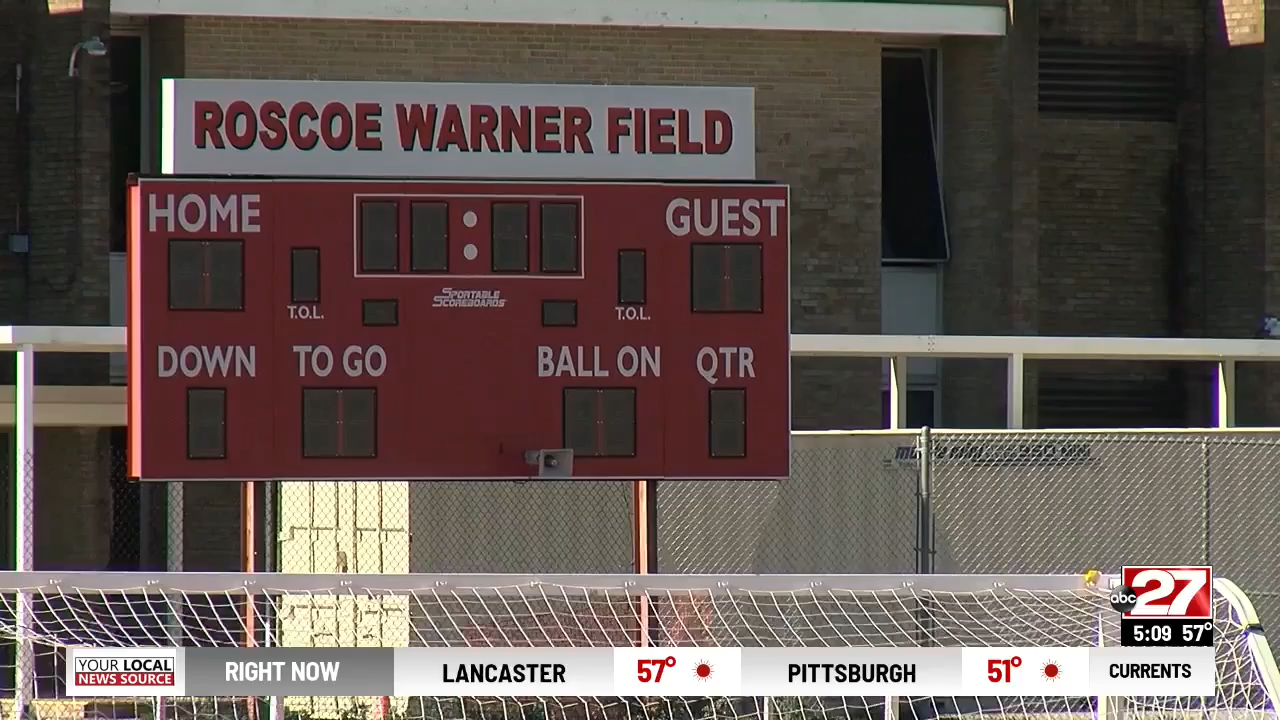 ROSCOE WARNER FIELD
HOME
GUEST
SPORTABLE
SCOREBOARDS
T.O.L.
T.O.L.
DOWN
TO GO
BALL ON
QTR
abc 27
5:09 57°
YOUR LOCAL
NEWS SOURCE
RIGHT NOW
LANCASTER
57°
PITTSBURGH
51°
CURRENTS